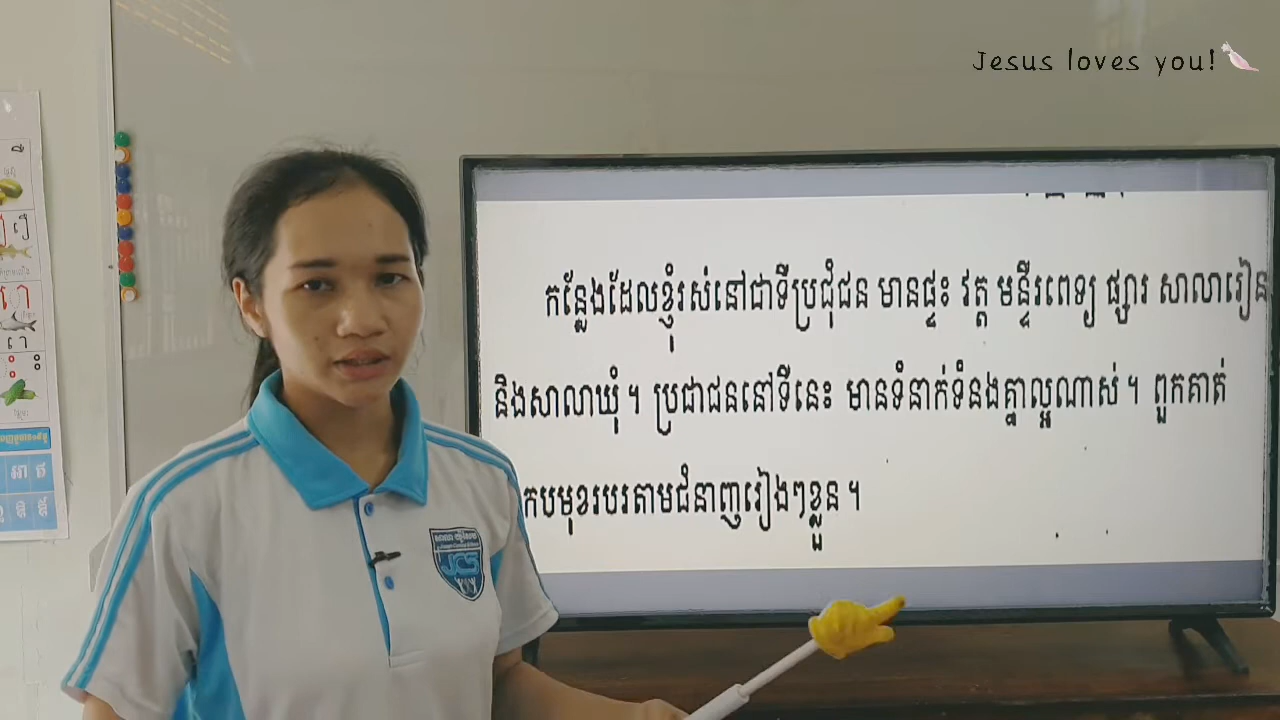 Jesus loves you!
កន្លែងដែលខ្ញុំរស់នៅជាទីប្រជុំជន មានផ្ទះ វត្ត មន្ទីរពេទ្យ ផ្សារ សាលារៀន
និងសាលាឃុំ ។ ប្រជាជននៅទីនេះ មានទំនាក់ទំនងគ្នាល្អណាស់ ។ ពួកគាត់
កបមុខរបរតាមជំនាញរៀងៗខ្លួន ។
JCS